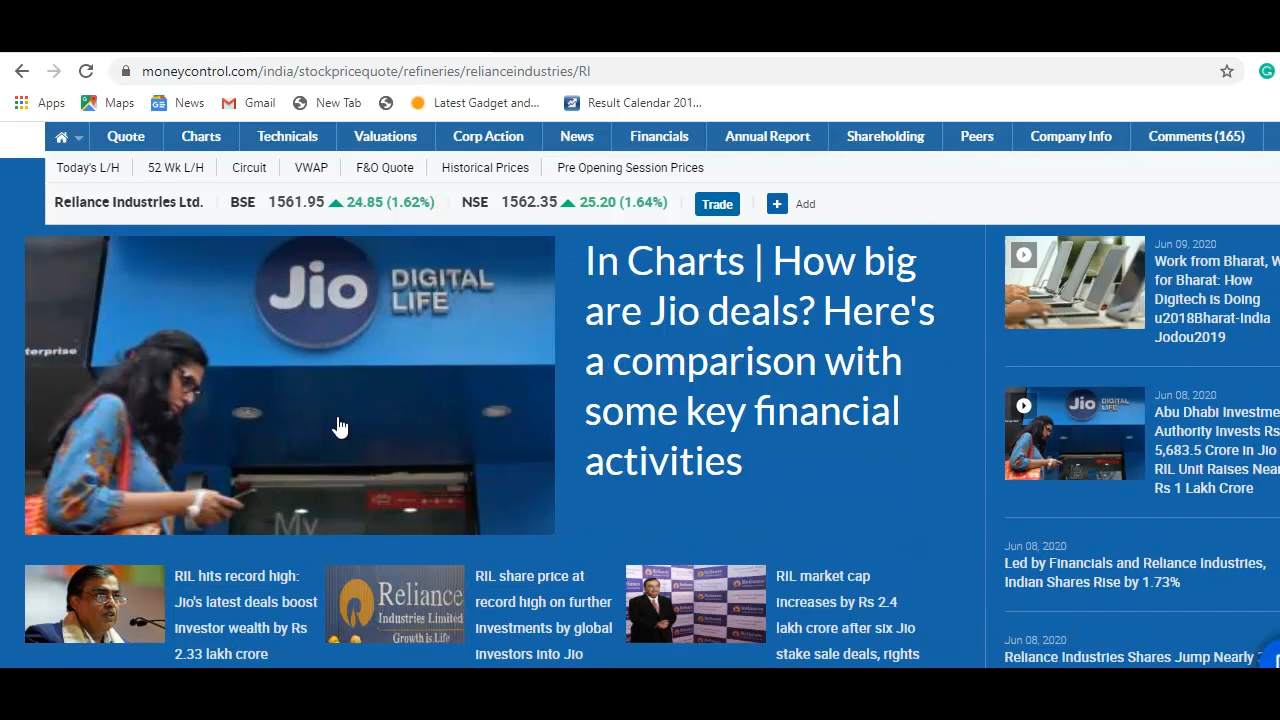 moneycontrol.com/india/stockpricequote/refineries/relianceindustries/RI
Apps Maps News Gmail New Tab Latest Gadget and... Result Calendar 201...
Quote Charts Technicals Valuations Corp Action News Financials Annual Report Shareholding Peers Company Info Comments (165)
Today's L/H 52 Wk L/H Circuit VWAP F&O Quote Historical Prices Pre Opening Session Prices
Reliance Industries Ltd. BSE 1561.95 24.85 (1.62%) NSE 1562.35 25.20 (1.64%) Trade + Add
Jio DIGITAL
LIFE
terprise
My
In Charts | How big
are Jio deals? Here's
a comparison with
some key financial
activities
RIL hits record high:
Jio's latest deals boost
investor wealth by Rs
2.33 lakh crore
Reliance
Industries Limited
Growth is Life
RIL share price at
record high on further
investments by global
investors into Jio
RIL market cap
increases by Rs 2.4
lakh crore after six Jio
stake sale deals, rights
Jun 09, 2020
Work from Bharat, W
for Bharat: How
Digitech is Doing
u2018Bharat-India
Jodou2019
Jio DIGITAL
LIFE
Jun 08, 2020
Abu Dhabi Investme
Authority Invests Rs
5,683.5 Crore in Jio
RIL Unit Raises Nea
Rs 1 Lakh Crore
Jun 08, 2020
Led by Financials and Reliance Industries,
Indian Shares Rise by 1.73%
Jun 08, 2020
Reliance Industries Shares Jump Nearly